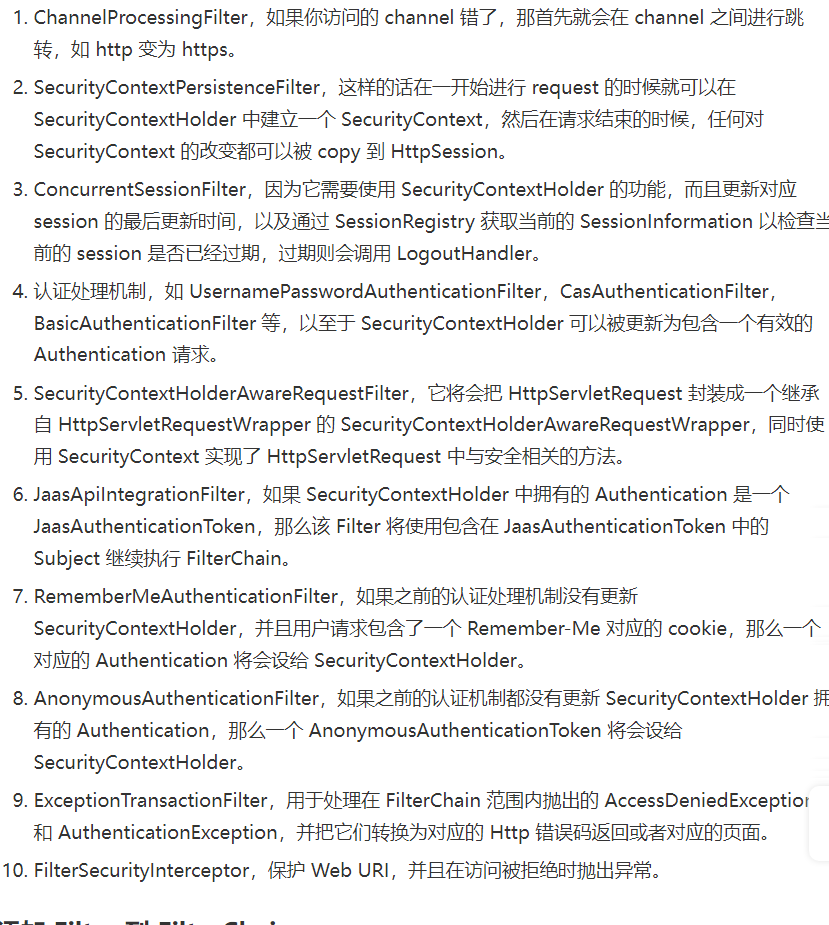 1. ChannelProcessingFilter，如果你访问的 channel 错了，那首先就会在 channel 之间进行跳
转，如 http 变为 https。
2. SecurityContextPersistenceFilter，这样的话在一开始进行 request 的时候就可以在
SecurityContextHolder 中建立一个 SecurityContext，然后在请求结束的时候，任何对
SecurityContext 的改变都可以被 copy 到 HttpSession。
3. ConcurrentSessionFilter，因为它需要使用 SecurityContextHolder 的功能，而且更新对应
session 的最后更新时间，以及通过 SessionRegistry 获取当前的 SessionInformation 以检查当
前的 session 是否已经过期，过期则会调用 LogoutHandler。
4. 认证处理机制，如 UsernamePasswordAuthenticationFilter，CasAuthenticationFilter，
BasicAuthenticationFilter 等，以至于 SecurityContextHolder 可以被更新为包含一个有效的
Authentication 请求。
5. SecurityContextHolderAwareRequestFilter，它将会把 HttpServletRequest 封装成一个继承
自 HttpServletRequestWrapper 的 SecurityContextHolderAwareRequestWrapper，同时使
用 SecurityContext 实现了 HttpServletRequest 中与安全相关的方法。
6. JaasApiIntegrationFilter，如果 SecurityContextHolder 中拥有的 Authentication 是一个
JaasAuthenticationToken，那么该 Filter 将使用包含在 JaasAuthenticationToken 中的
Subject 继续执行 FilterChain。
7. RememberMeAuthenticationFilter，如果之前的认证处理机制没有更新
SecurityContextHolder，并且用户请求包含了一个 Remember-Me 对应的 cookie，那么一个
对应的 Authentication 将会设给 SecurityContextHolder。
8. AnonymousAuthenticationFilter，如果之前的认证机制都没有更新 SecurityContextHolder 拥
有的 Authentication，那么一个 AnonymousAuthenticationToken 将会设给
SecurityContextHolder。
9. ExceptionTransactionFilter，用于处理在 FilterChain 范围内抛出的 AccessDeniedException
和 AuthenticationException，并把它们转换为对应的 Http 错误码返回或者对应的页面。
10. FilterSecurityInterceptor，保护 Web URI，并且在访问被拒绝时抛出异常。